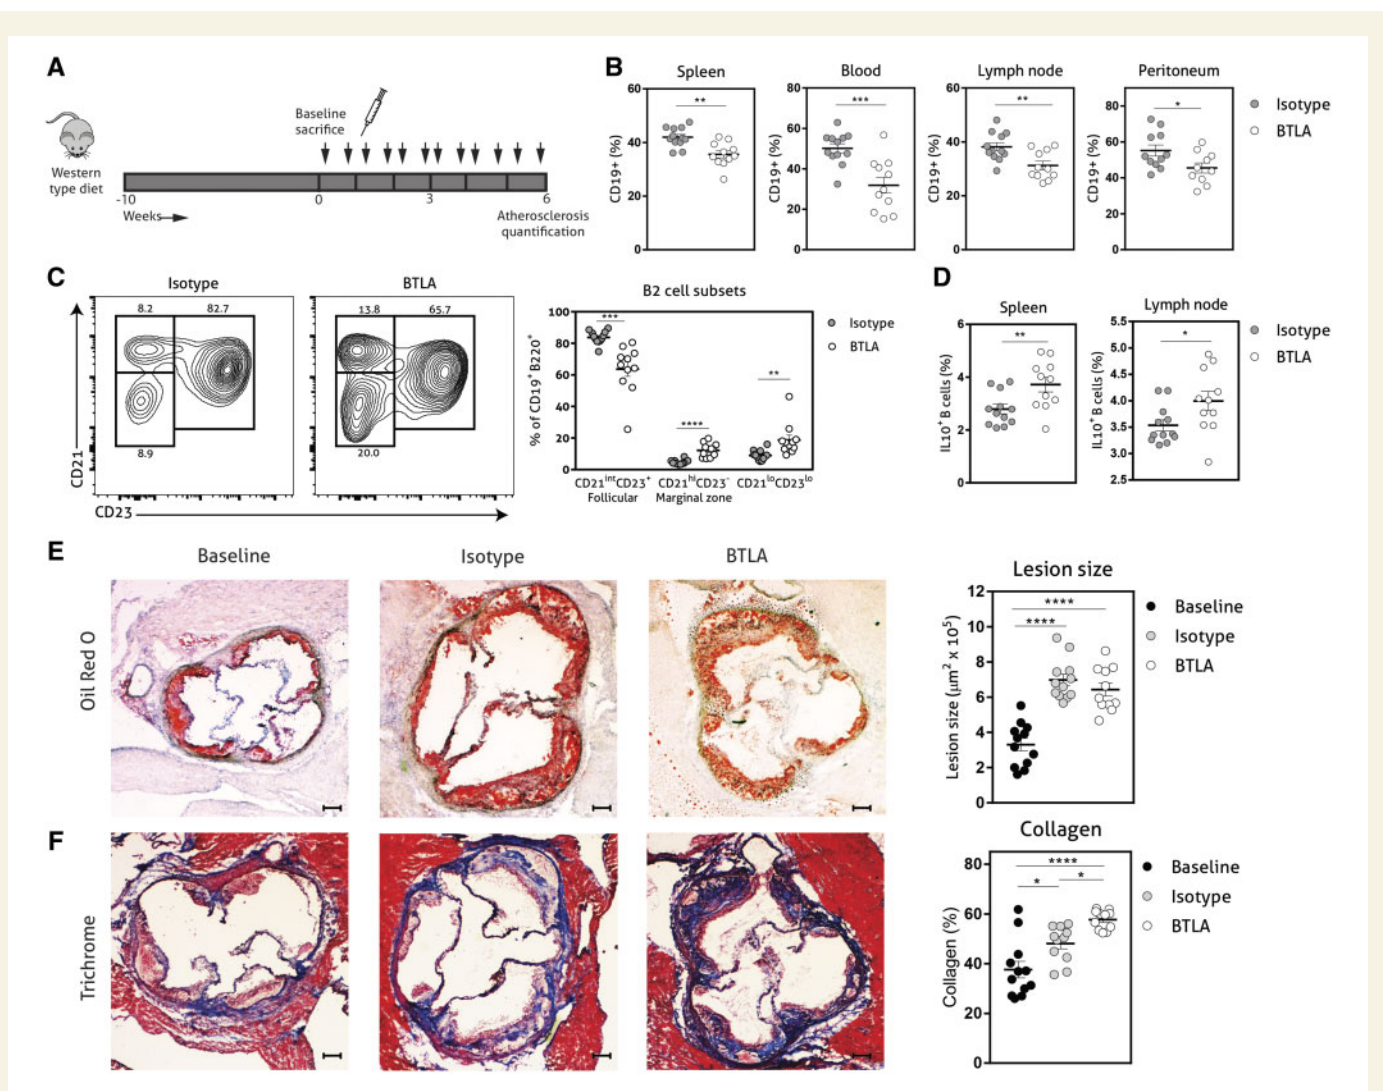 A
Baseline
sacrifice
Western
type diet
-10
0
3
6
Weeks
Atherosclerosis
quantification
B
Spleen
CD19+ (%)
60
40
20
0
**
Blood
CD19+ (%)
80
60
40
20
0
***
Lymph node
CD19+ (%)
60
40
20
0
**
Peritoneum
CD19+ (%)
80
60
40
20
0
*
Isotype
BTLA
C
Isotype
8.2
82.7
8.9
BTLA
13.8
65.7
20.0
CD21
CD23
B2 cell subsets
% of CD19⁺ B220⁺
100
80
60
40
20
0
***
****
**
CD21ⁱⁿᵗCD23⁺ CD21ʰⁱCD23⁻ CD21ˡᵒCD23ˡᵒ
Follicular Marginal zone
Isotype
BTLA
D
Spleen
IL10⁺ B cells (%)
6
4
2
0
**
Lymph node
IL10⁺ B cells (%)
5.5
5.0
4.5
4.0
3.5
3.0
2.5
*
Isotype
BTLA
E
Baseline
Isotype
BTLA
Oil Red O
Lesion size
Lesion size (µm² x 10⁵)
12
10
8
6
4
2
0
****
****
Baseline
Isotype
BTLA
F
Trichrome
Collagen
Collagen (%)
80
60
40
20
0
****
*
*
Baseline
Isotype
BTLA